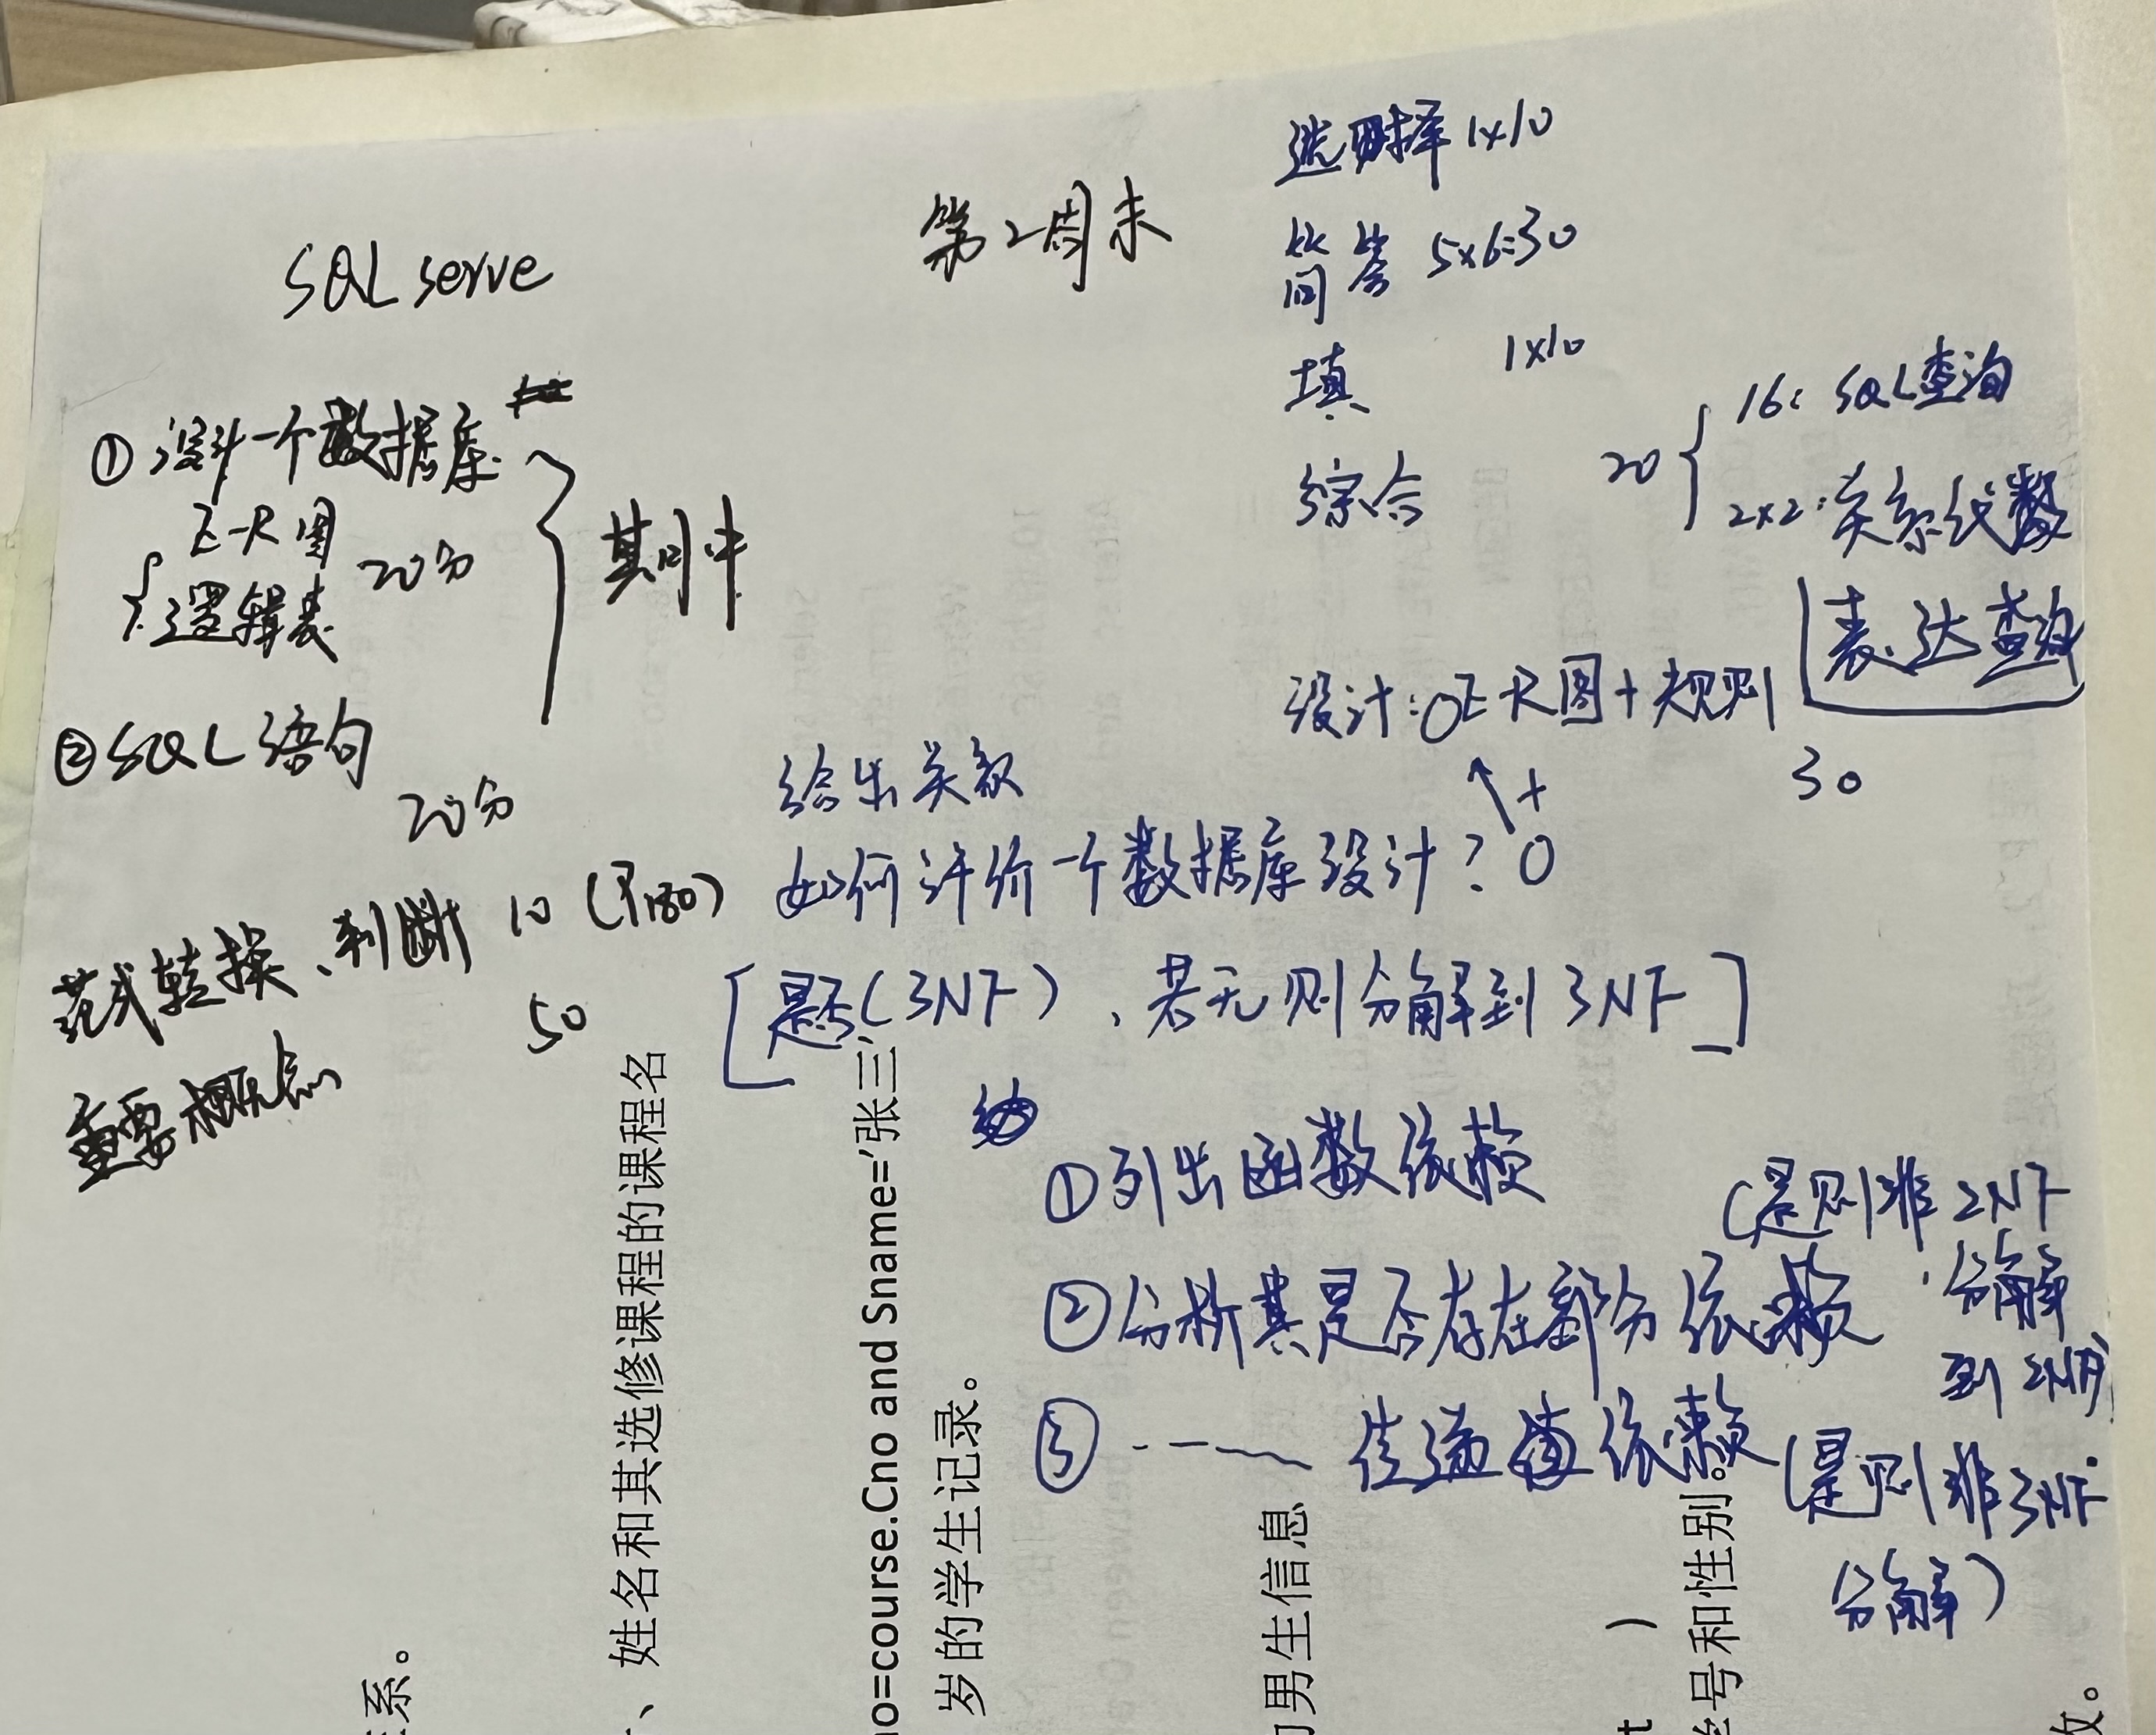 SQL serve
第2周末
①设计一个数据库
E-R图
逻辑表
20分
期中
②SQL语句
20分
范式转换、判断 10
50
重要概念
选择 1×10
简答 5×6=30
填 1×10
综合 20
16: SQL查询
2×2:关系代数
表达查询
设计: E-R图+规则
30
给出关系
如何评价一个数据库设计?
[是否(3NF)、若无则分解到3NF]
①列出函数依赖
②分析其是否存在部分依赖
(是则非2NF
分解
到2NF)
③ 传递依赖
(是则非3NF
分解)
系。
、姓名和其选修课程的课程名
no=course.Cno and Sname='张三'
岁的学生记录。
男生信息
)
t
号和性别。